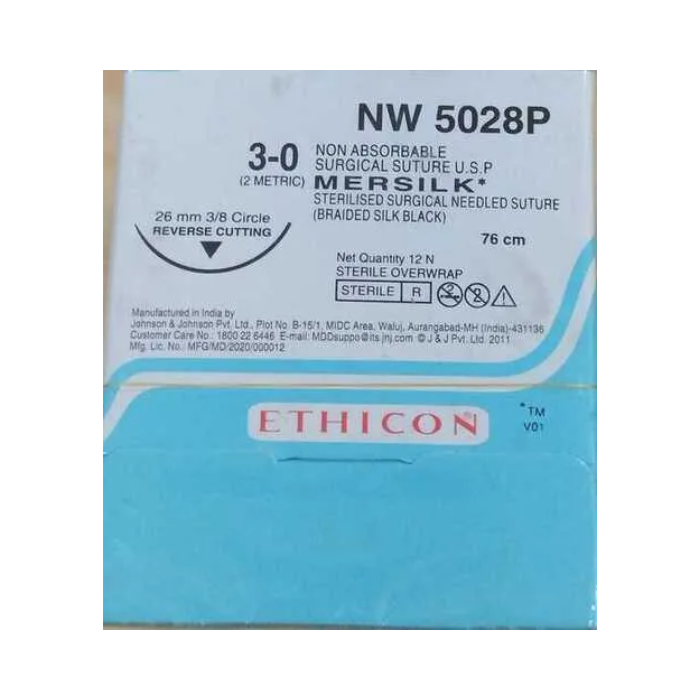 NW 5028P
3-0
(2 METRIC)
NON ABSORBABLE
SURGICAL SUTURE U.S.P
MERSILK*
STERILISED SURGICAL NEEDLED SUTURE
(BRAIDED SILK BLACK)
26 mm 3/8 Circle
REVERSE CUTTING
76 cm
Net Quantity 12 N
STERILE OVERWRAP
STERILE R
Manufactured in India by
Johnson & Johnson Pvt. Ltd., Plot No. B-15/1, MIDC Area, Waluj, Aurangabad-MH (India)-431136
Customer Care No.: 1800 22 6446 E-mail: MDDsuppo@its.jnj.com © J & J Pvt. Ltd. 2011
Mfg. Lic. No.: MFG/MD/2020/000012
ETHICON®
*TM
V01